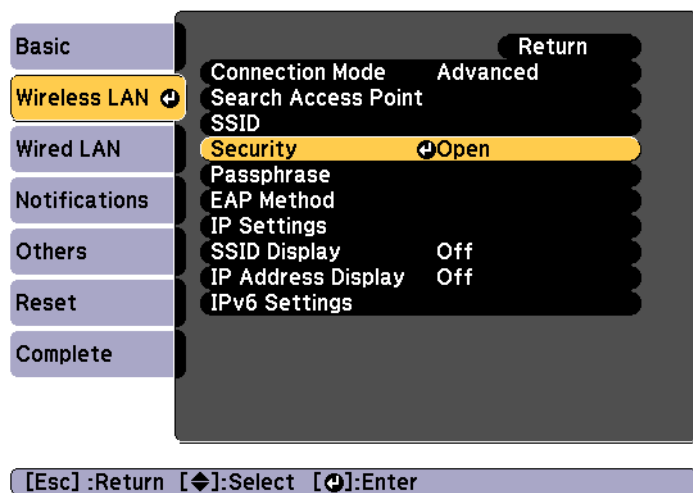 Basic
Wireless LAN
Wired LAN
Notifications
Others
Reset
Complete
Return
Connection Mode Advanced
Search Access Point
SSID
Security Open
Passphrase
EAP Method
IP Settings
SSID Display Off
IP Address Display Off
IPv6 Settings
[Esc] :Return [◆]:Select [⏎]:Enter